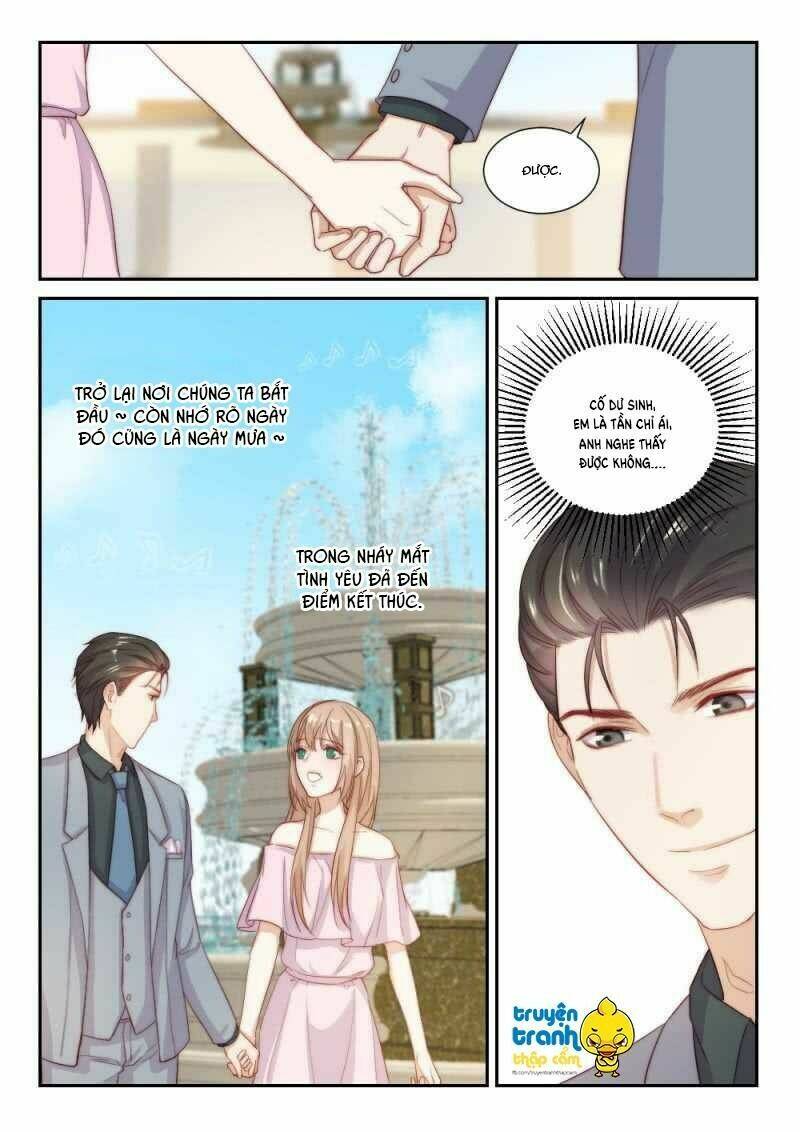 ĐƯỢC.
TRỞ LẠI NƠI CHÚNG TA BẮT
ĐẦU ~ CÒN NHỚ RÕ NGÀY
ĐÓ CŨNG LÀ NGÀY MƯA ~
TRONG NHÁY MẮT
TÌNH YÊU ĐÃ ĐẾN
ĐIỂM KẾT THÚC.
CỐ DƯ SINH,
EM LÀ TẦN CHỈ ÁI,
ANH NGHE THẤY
ĐƯỢC KHÔNG....
truyện
tranh
thập cẩm